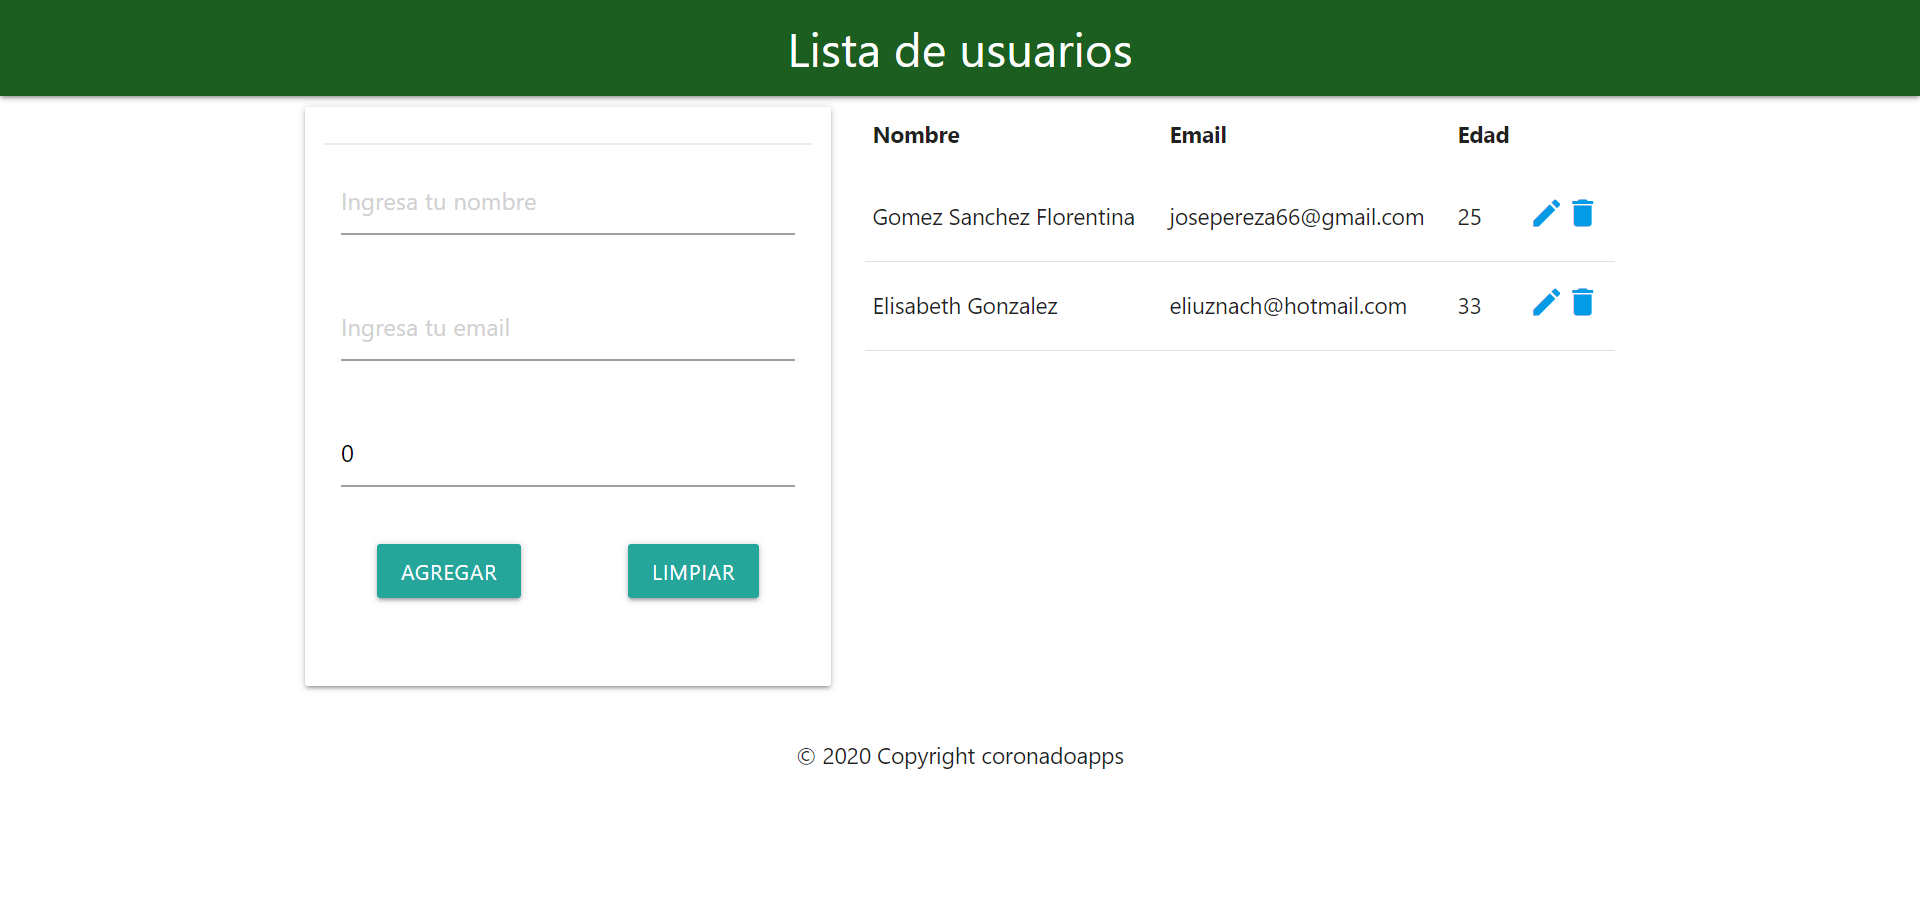 Lista de usuarios
Ingresa tu nombre
Ingresa tu email
0
AGREGAR LIMPIAR
Nombre Email Edad
Gomez Sanchez Florentina josepereza66@gmail.com 25
Elisabeth Gonzalez eliuznach@hotmail.com 33
© 2020 Copyright coronadoapps